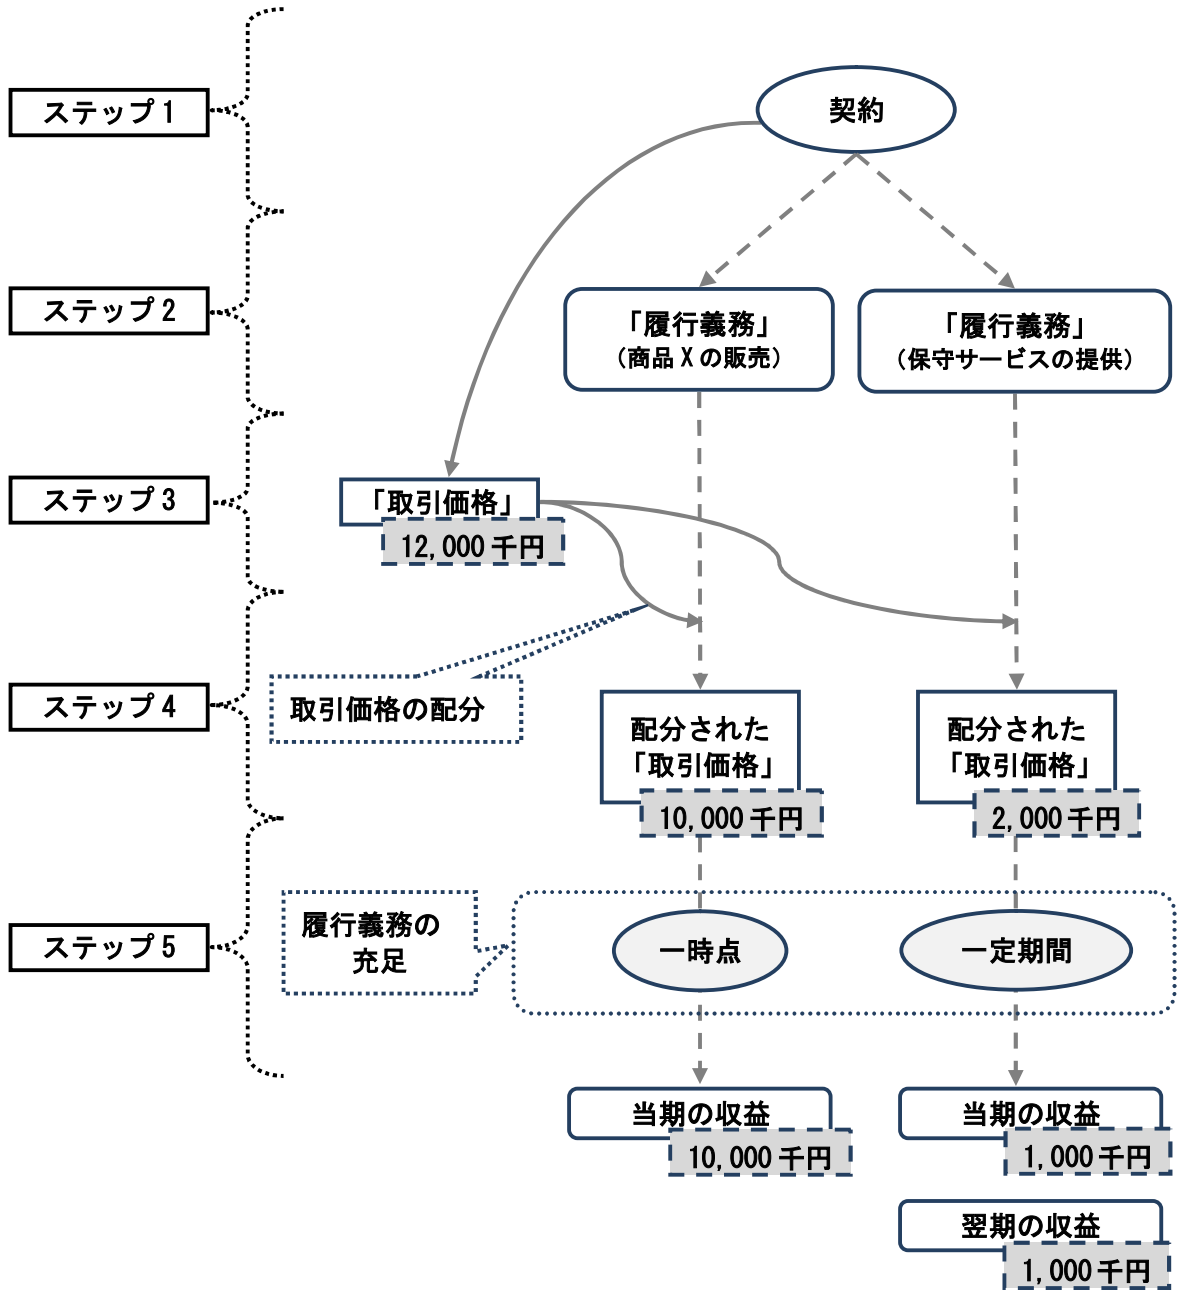 ステップ1
契約
ステップ2
「履行義務」
(商品Xの販売)
「履行義務」
(保守サービスの提供)
ステップ3
「取引価格」
12,000千円
ステップ4
取引価格の配分
配分された
「取引価格」
10,000千円
配分された
「取引価格」
2,000千円
ステップ5
履行義務の
充足
一時点
一定期間
当期の収益
10,000千円
当期の収益
1,000千円
翌期の収益
1,000千円